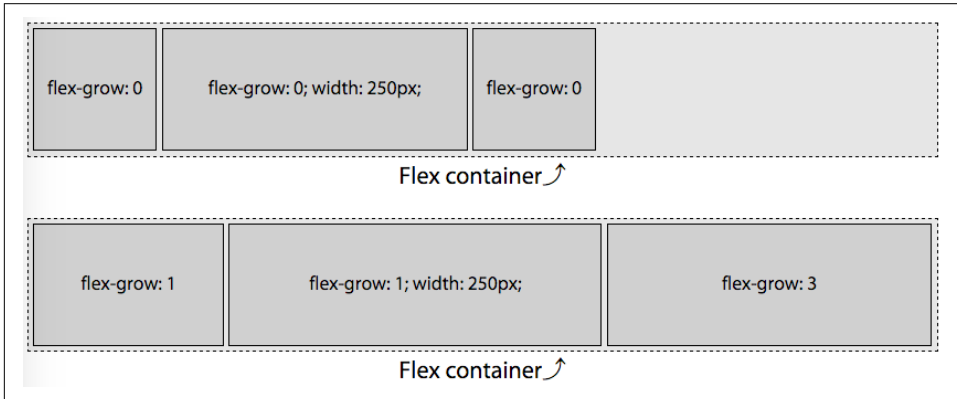 flex-grow: 0 flex-grow: 0; width: 250px; flex-grow: 0
Flex container
flex-grow: 1 flex-grow: 1; width: 250px; flex-grow: 3
Flex container